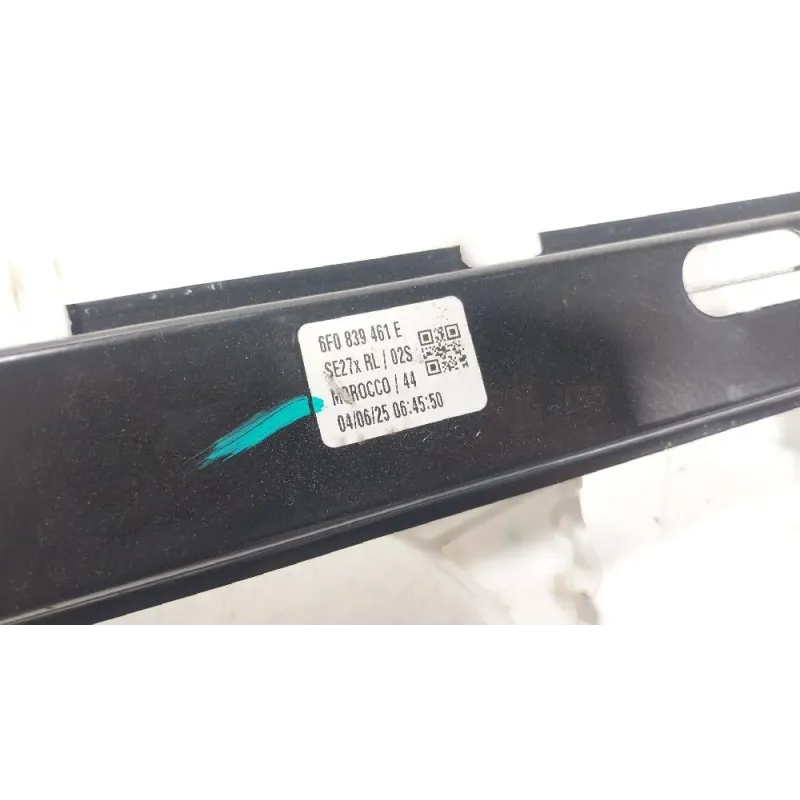 6F0 839 461 E
SE27x RL / 02S
MOROCCO / 44
04/06/25 06:45:50